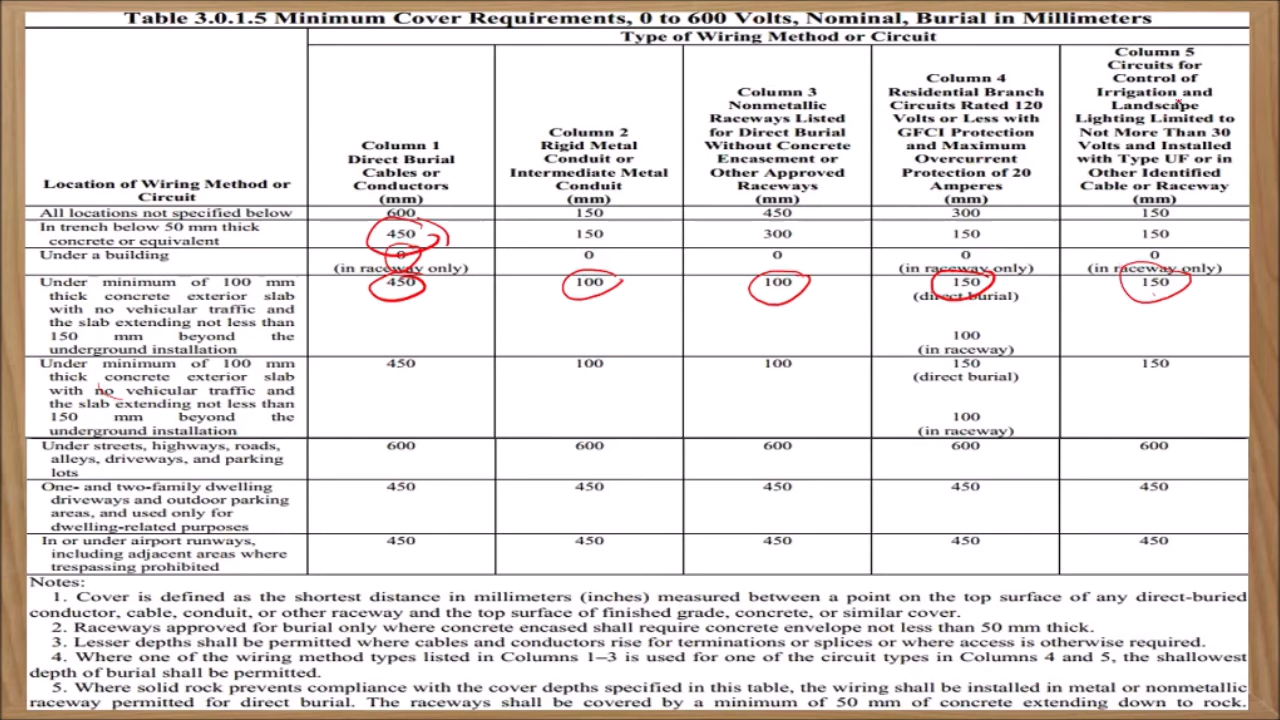 Table 3.0.1.5 Minimum Cover Requirements, 0 to 600 Volts, Nominal, Burial in Millimeters
Type of Wiring Method or Circuit
Location of Wiring Method or
Circuit
Column 1
Direct Burial
Cables or
Conductors
(mm)
Column 2
Rigid Metal
Conduit or
Intermediate Metal
Conduit
(mm)
Column 3
Nonmetallic
Raceways Listed
for Direct Burial
Without Concrete
Encasement or
Other Approved
Raceways
(mm)
Column 4
Residential Branch
Circuits Rated 120
Volts or Less with
GFCI Protection
and Maximum
Overcurrent
Protection of 20
Amperes
(mm)
Column 5
Circuits for
Control of
Irrigation and
Landscape
Lighting Limited to
Not More Than 30
Volts and Installed
with Type UF or in
Other Identified
Cable or Raceway
(mm)
All locations not specified below 600 150 450 300 150
In trench below 50 mm thick
concrete or equivalent 450 150 300 150 150
Under a building 0 0 0 0 0
(in raceway only) (in raceway only) (in raceway only)
Under minimum of 100 mm 450 100 100 150 150
thick concrete exterior slab (direct burial)
with no vehicular traffic and
the slab extending not less than
150 mm beyond the 100
underground installation (in raceway)
Under minimum of 100 mm 450 100 100 150 150
thick concrete exterior slab (direct burial)
with no vehicular traffic and
the slab extending not less than
150 mm beyond the 100
underground installation (in raceway)
Under streets, highways, roads, 600 600 600 600 600
alleys, driveways, and parking
lots
One- and two-family dwelling 450 450 450 450 450
driveways and outdoor parking
areas, and used only for
dwelling-related purposes
In or under airport runways, 450 450 450 450 450
including adjacent areas where
trespassing prohibited
Notes:
1. Cover is defined as the shortest distance in millimeters (inches) measured between a point on the top surface of any direct-buried
conductor, cable, conduit, or other raceway and the top surface of finished grade, concrete, or similar cover.
2. Raceways approved for burial only where concrete encased shall require concrete envelope not less than 50 mm thick.
3. Lesser depths shall be permitted where cables and conductors rise for terminations or splices or where access is otherwise required.
4. Where one of the wiring method types listed in Columns 1–3 is used for one of the circuit types in Columns 4 and 5, the shallowest
depth of burial shall be permitted.
5. Where solid rock prevents compliance with the cover depths specified in this table, the wiring shall be installed in metal or nonmetallic
raceway permitted for direct burial. The raceways shall be covered by a minimum of 50 mm of concrete extending down to rock.